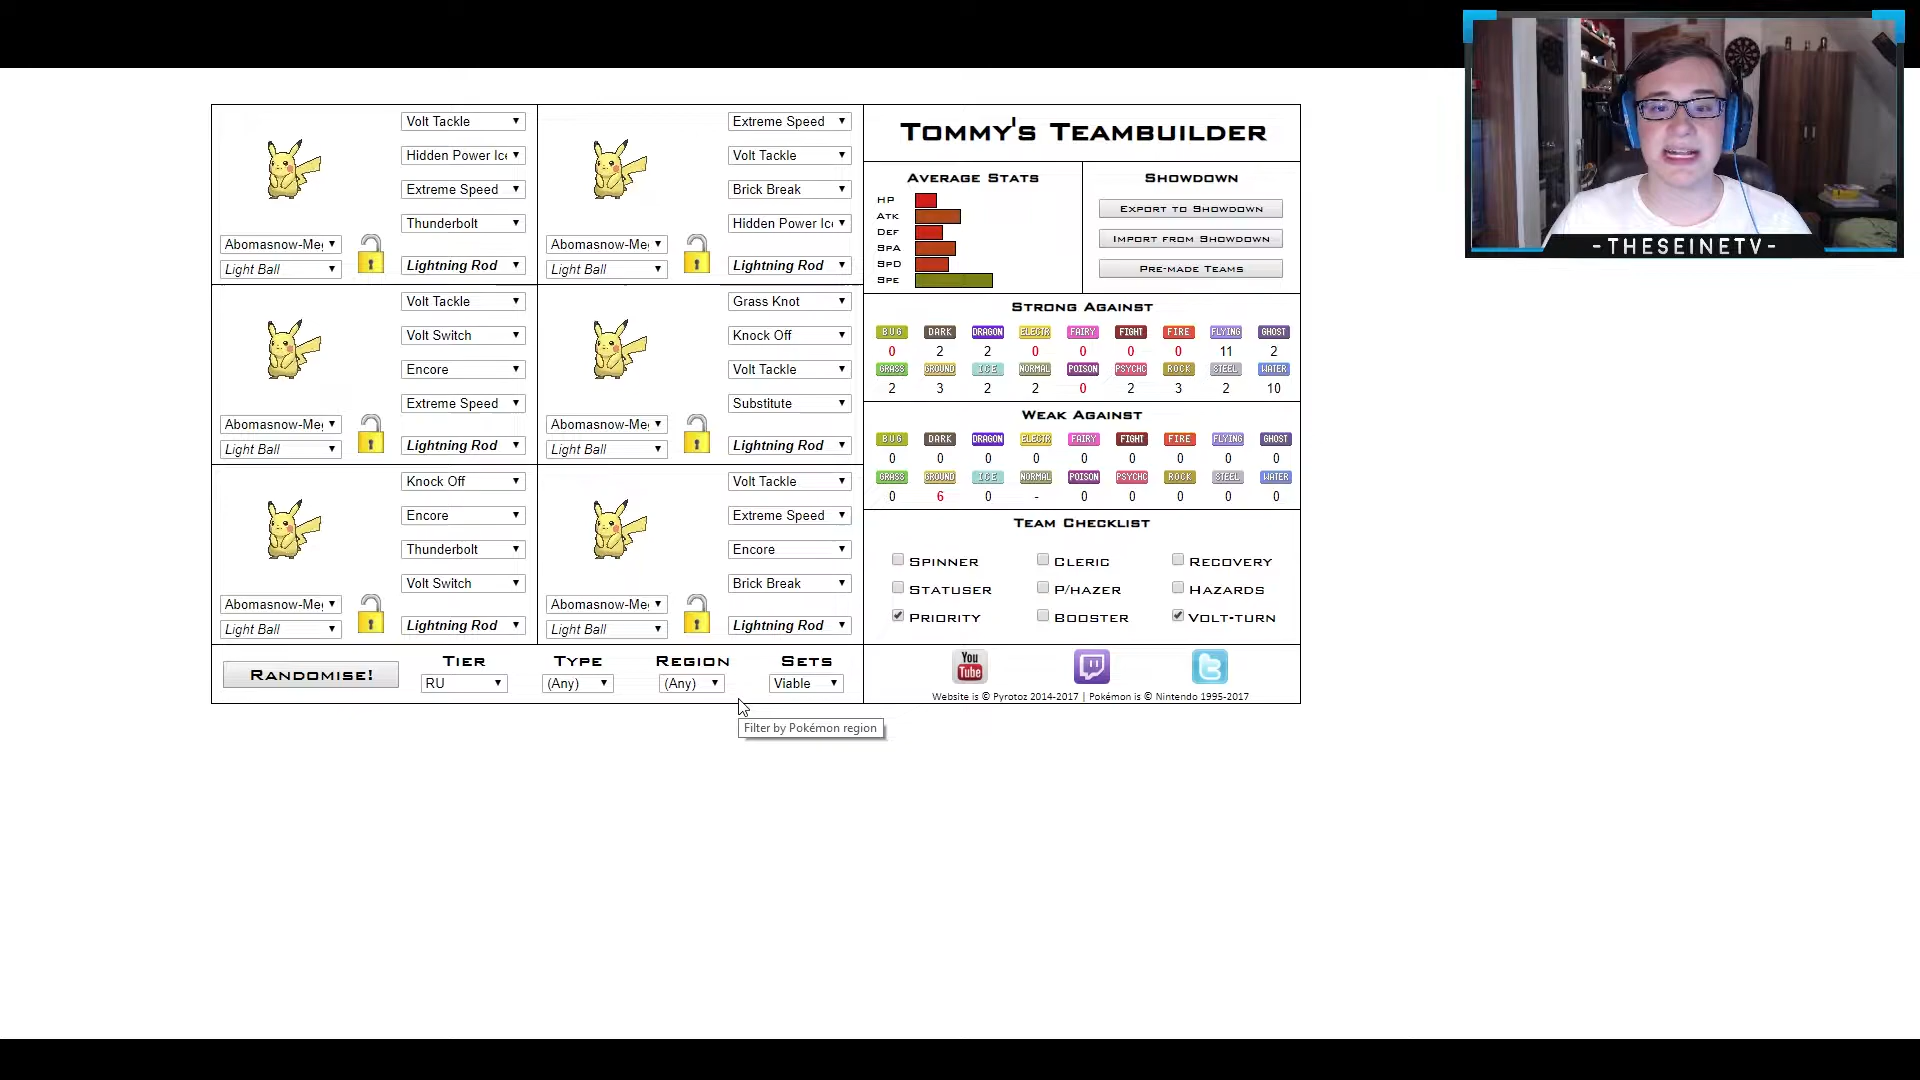 Volt Tackle
Hidden Power Ice
Extreme Speed
Thunderbolt
Abomasnow-Me
Light Ball
Lightning Rod
Extreme Speed
Volt Tackle
Brick Break
Hidden Power Ic
Abomasnow-Me
Light Ball
Lightning Rod
Volt Tackle
Volt Switch
Encore
Extreme Speed
Abomasnow-Me
Light Ball
Lightning Rod
Grass Knot
Knock Off
Volt Tackle
Substitute
Abomasnow-Me
Light Ball
Lightning Rod
Knock Off
Encore
Thunderbolt
Volt Switch
Abomasnow-Me
Light Ball
Lightning Rod
Volt Tackle
Extreme Speed
Encore
Brick Break
Abomasnow-Me
Light Ball
Lightning Rod
RANDOMISE!
TIER TYPE REGION SETS
RU (Any) (Any) Viable
Filter by Pokémon region
TOMMY'S TEAMBUILDER
AVERAGE STATS
HP
ATK
DEF
SPA
SPD
SPE
SHOWDOWN
EXPORT TO SHOWDOWN
IMPORT FROM SHOWDOWN
PRE-MADE TEAMS
STRONG AGAINST
BUG DARK DRAGON ELECTR FAIRY FIGHT FIRE FLYING GHOST
0 2 2 0 0 0 0 11 2
GRASS GROUND ICE NORMAL POISON PSYCHC ROCK STEEL WATER
2 3 2 2 0 2 3 2 10
WEAK AGAINST
BUG DARK DRAGON ELECTR FAIRY FIGHT FIRE FLYING GHOST
0 0 0 0 0 0 0 0 0
GRASS GROUND ICE NORMAL POISON PSYCHC ROCK STEEL WATER
0 6 0 - 0 0 0 0 0
TEAM CHECKLIST
SPINNER CLERIC RECOVERY
STATUSER P/HAZER HAZARDS
PRIORITY BOOSTER VOLT-TURN
You Tube
Website is © Pyrotoz 2014-2017 | Pokémon is © Nintendo 1995-2017
-THESEINETV-